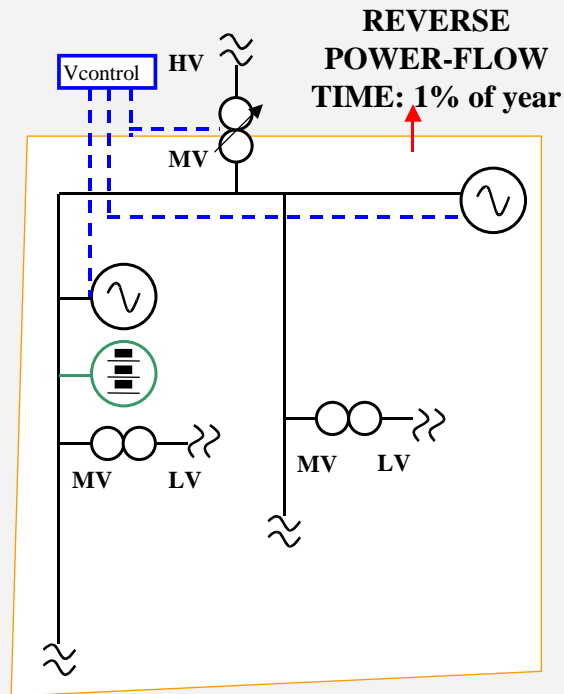 REVERSE
POWER-FLOW
TIME: 1% of year
Vcontrol
HV
MV
MV
LV
MV
LV